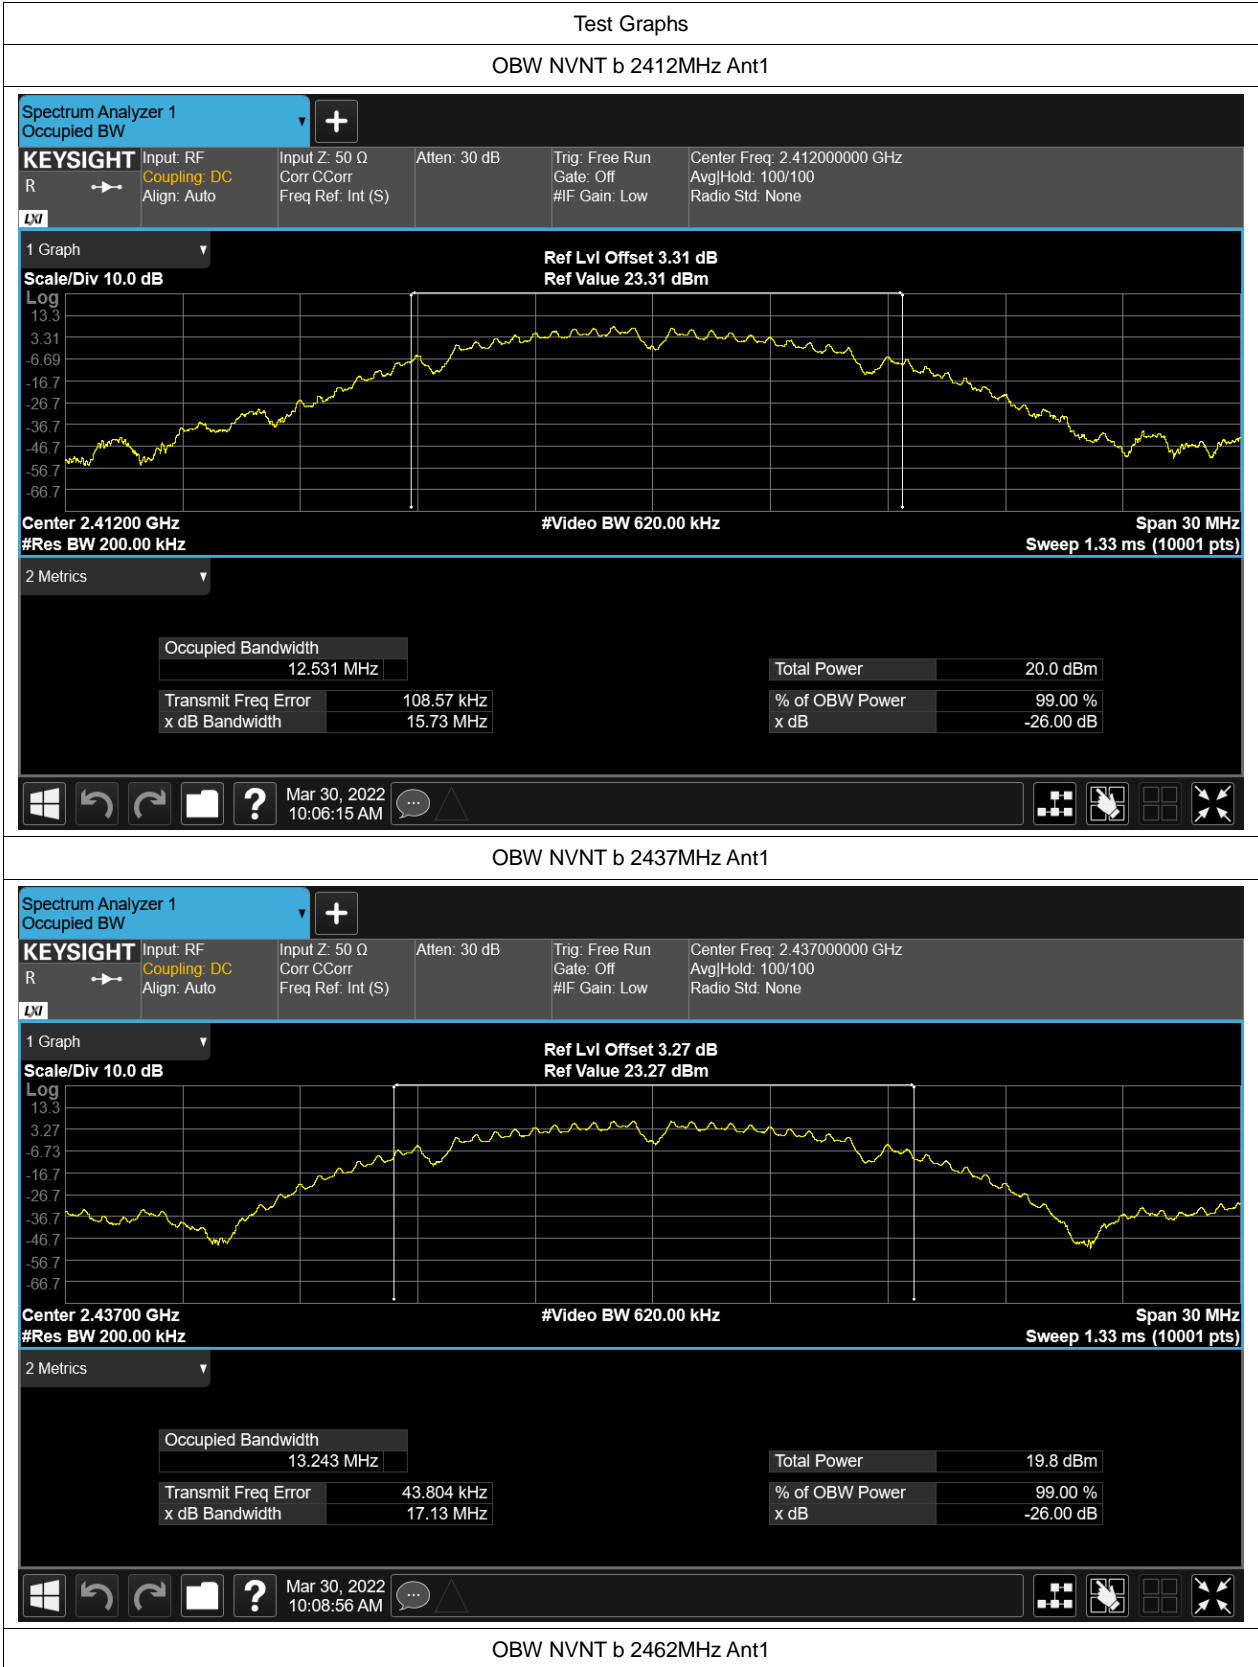 Test Graphs
OBW NVNT b 2412MHz Ant1
Spectrum Analyzer 1
Occupied BW
KEYSIGHT
R
LXI
Input: RF
Coupling: DC
Align: Auto
Input Z: 50 Ω
Corr CCorr
Freq Ref: Int (S)
Atten: 30 dB
Trig: Free Run
Gate: Off
#IF Gain: Low
Center Freq: 2.412000000 GHz
Avg|Hold: 100/100
Radio Std: None
1 Graph
Scale/Div 10.0 dB
Ref Lvl Offset 3.31 dB
Ref Value 23.31 dBm
Log
13.3
3.31
-6.69
-16.7
-26.7
-36.7
-46.7
-56.7
-66.7
Center 2.41200 GHz
#Res BW 200.00 kHz
#Video BW 620.00 kHz
Span 30 MHz
Sweep 1.33 ms (10001 pts)
2 Metrics
Occupied Bandwidth
12.531 MHz
Total Power 20.0 dBm
Transmit Freq Error 108.57 kHz
x dB Bandwidth 15.73 MHz
% of OBW Power 99.00 %
x dB -26.00 dB
?
Mar 30, 2022
10:06:15 AM
OBW NVNT b 2437MHz Ant1
Spectrum Analyzer 1
Occupied BW
KEYSIGHT
R
LXI
Input: RF
Coupling: DC
Align: Auto
Input Z: 50 Ω
Corr CCorr
Freq Ref: Int (S)
Atten: 30 dB
Trig: Free Run
Gate: Off
#IF Gain: Low
Center Freq: 2.437000000 GHz
Avg|Hold: 100/100
Radio Std: None
1 Graph
Scale/Div 10.0 dB
Ref Lvl Offset 3.27 dB
Ref Value 23.27 dBm
Log
13.3
3.27
-6.73
-16.7
-26.7
-36.7
-46.7
-56.7
-66.7
Center 2.43700 GHz
#Res BW 200.00 kHz
#Video BW 620.00 kHz
Span 30 MHz
Sweep 1.33 ms (10001 pts)
2 Metrics
Occupied Bandwidth
13.243 MHz
Total Power 19.8 dBm
Transmit Freq Error 43.804 kHz
x dB Bandwidth 17.13 MHz
% of OBW Power 99.00 %
x dB -26.00 dB
?
Mar 30, 2022
10:08:56 AM
OBW NVNT b 2462MHz Ant1